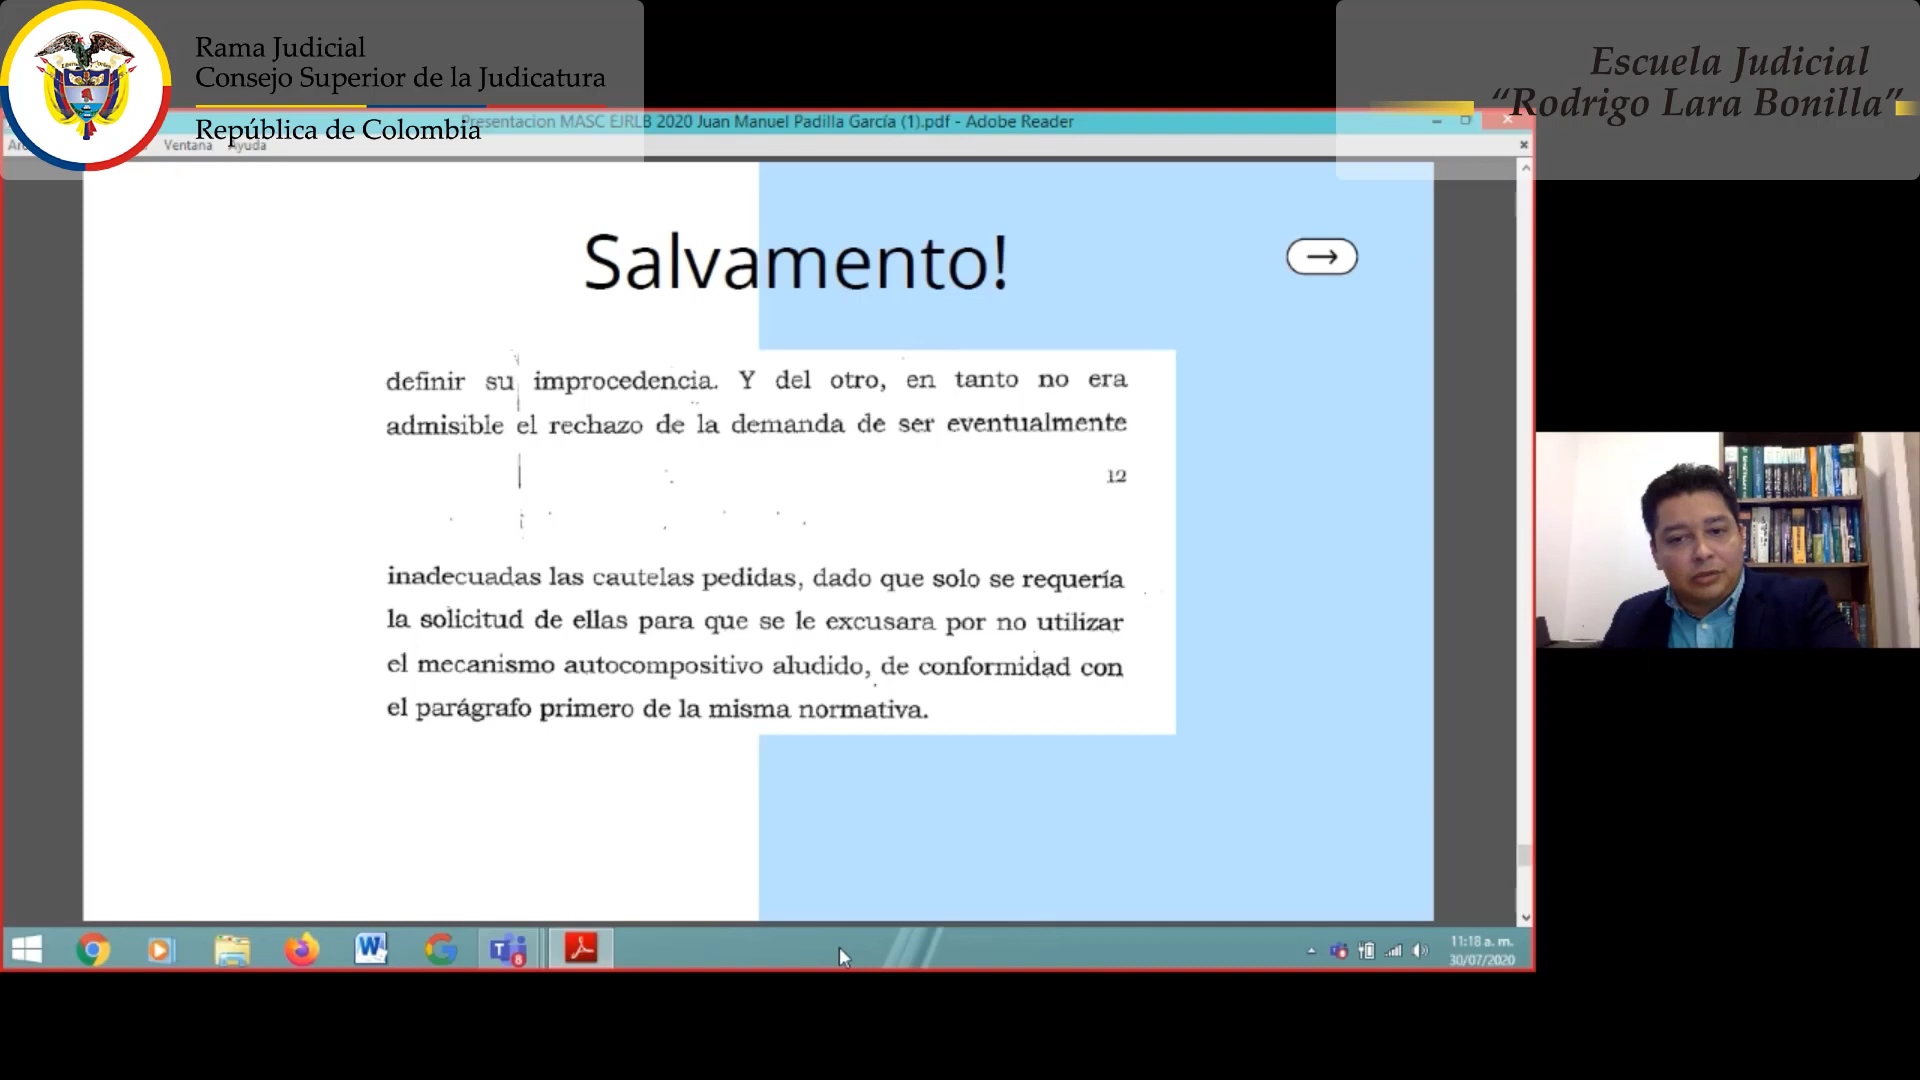 Rama Judicial
Consejo Superior de la Judicatura
República de Colombia
Escuela Judicial
“Rodrigo Lara Bonilla”
Presentacion MASC EJRLB 2020 Juan Manuel Padilla García (1).pdf - Adobe Reader
Ventana Ayuda
Salvamento!
definir su improcedencia. Y del otro, en tanto no era
admisible el rechazo de la demanda de ser eventualmente
12
inadecuadas las cautelas pedidas, dado que solo se requería
la solicitud de ellas para que se le excusara por no utilizar
el mecanismo autocompositivo aludido, de conformidad con
el parágrafo primero de la misma normativa.
11:18 a. m.
30/07/2020